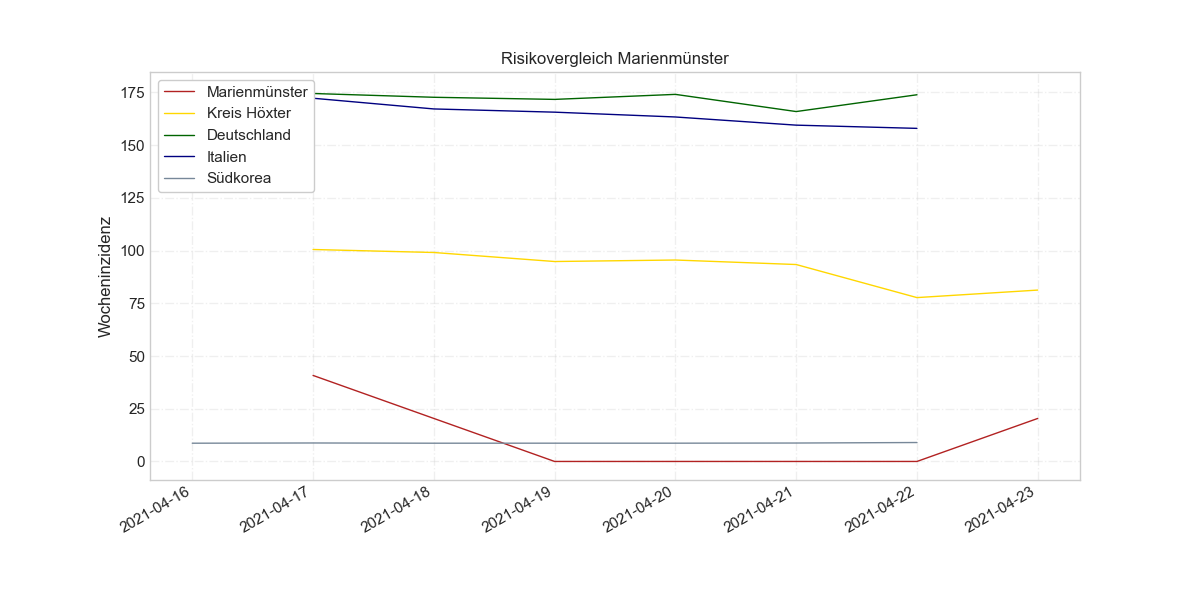 Risikovergleich Marienmünster
Marienmünster
Kreis Höxter
Deutschland
Italien
Südkorea
Wocheninzidenz
175
150
125
100
75
50
25
0
2021-04-16
2021-04-17
2021-04-18
2021-04-19
2021-04-20
2021-04-21
2021-04-22
2021-04-23